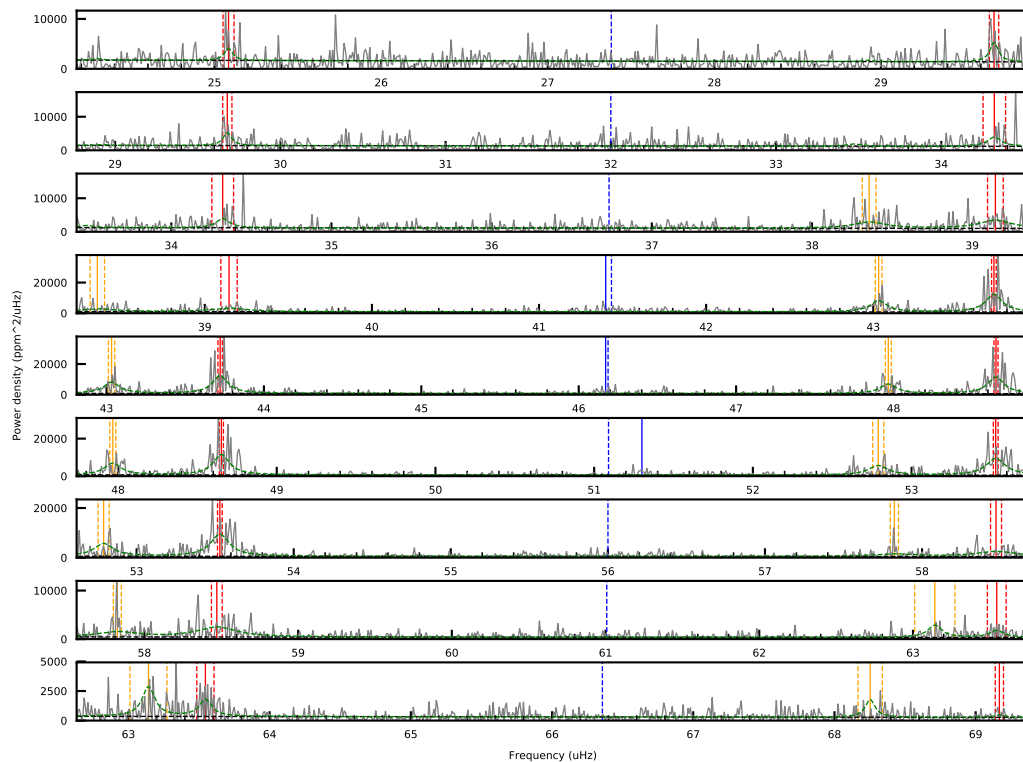 10000
0
25 26 27 28 29
10000
0
29 30 31 32 33 34
10000
0
34 35 36 37 38 39
20000
0
39 40 41 42 43
20000
0
43 44 45 46 47 48
20000
0
48 49 50 51 52 53
20000
0
53 54 55 56 57 58
10000
0
58 59 60 61 62 63
5000
2500
0
63 64 65 66 67 68 69
Power density (ppm^2/uHz)
Frequency (uHz)